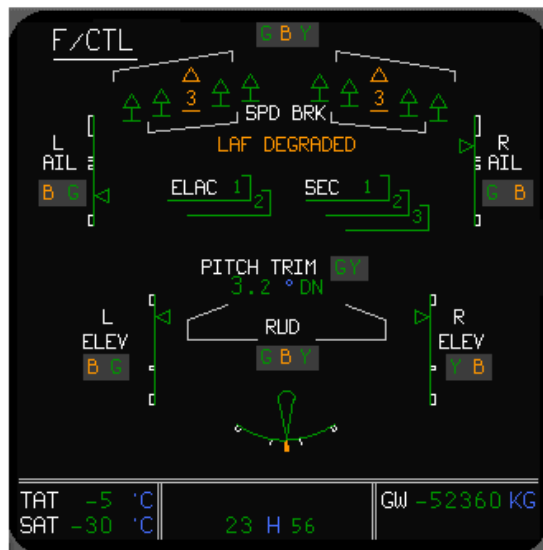 F/CTL
G B Y
3 3
SPD BRK
LAF DEGRADED
L AIL
B G
R AIL
G B
ELAC 1 2
SEC 1 2 3
PITCH TRIM G Y
3.2 ° DN
L ELEV
B G
RUD
G B Y
R ELEV
Y B
TAT -5 °C
SAT -30 °C
23 H 56
GW -52360 KG